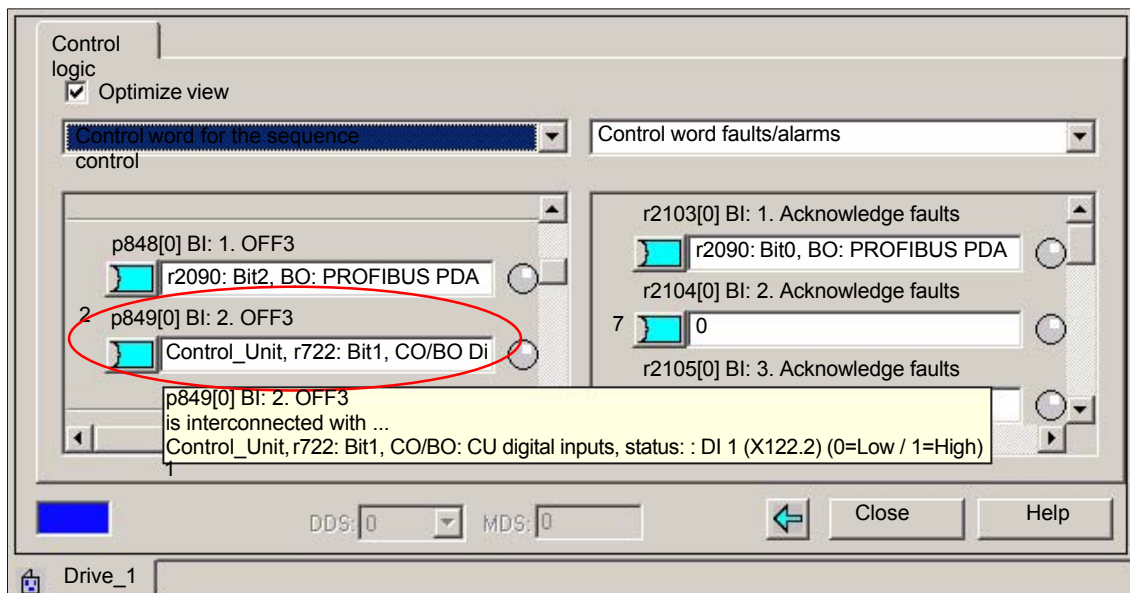 Control
logic
Optimize view
Control word for the sequence
control
Control word faults/alarms
p848[0] BI: 1. OFF3
r2090: Bit2, BO: PROFIBUS PDA
2 p849[0] BI: 2. OFF3
Control_Unit, r722: Bit1, CO/BO Di
r2103[0] BI: 1. Acknowledge faults
r2090: Bit0, BO: PROFIBUS PDA
r2104[0] BI: 2. Acknowledge faults
7 0
r2105[0] BI: 3. Acknowledge faults
p849[0] BI: 2. OFF3
is interconnected with ...
Control_Unit, r722: Bit1, CO/BO: CU digital inputs, status: : DI 1 (X122.2) (0=Low / 1=High)
1
DDS: 0 MDS: 0 Close Help
Drive_1